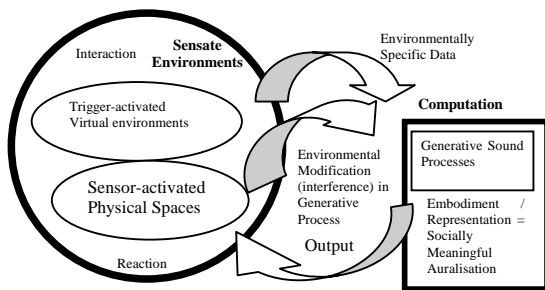 Interaction
Sensate
Environments
Trigger-activated
Virtual environments
Sensor-activated
Physical Spaces
Reaction
Environmentally
Specific Data
Environmental
Modification
(interference) in
Generative
Process
Output
Computation
Generative Sound
Processes
Embodiment /
Representation =
Socially
Meaningful
Auralisation